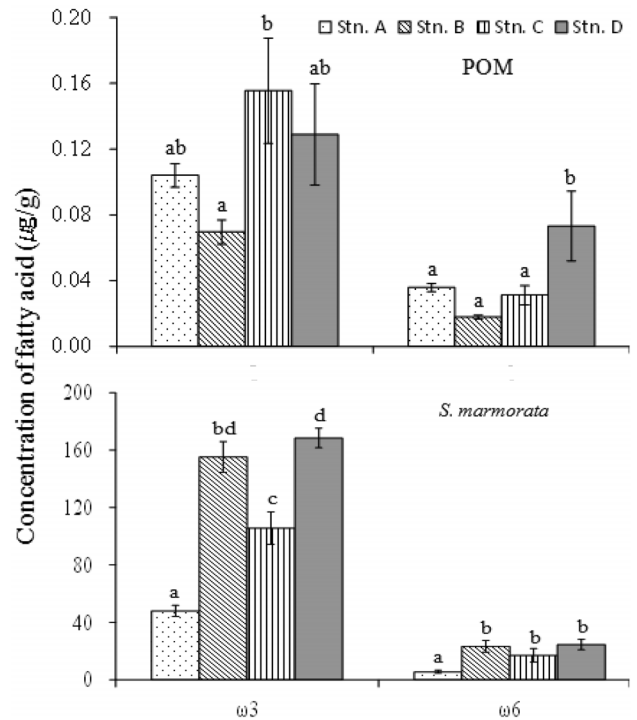 Concentration of fatty acid (µg/g)
0.20
0.16
0.12
0.08
0.04
0.00
Stn. A Stn. B Stn. C Stn. D
POM
ab a b ab
a a a b
200
160
120
80
40
0
S. marmorata
a bd c d
a b b b
ω3 ω6